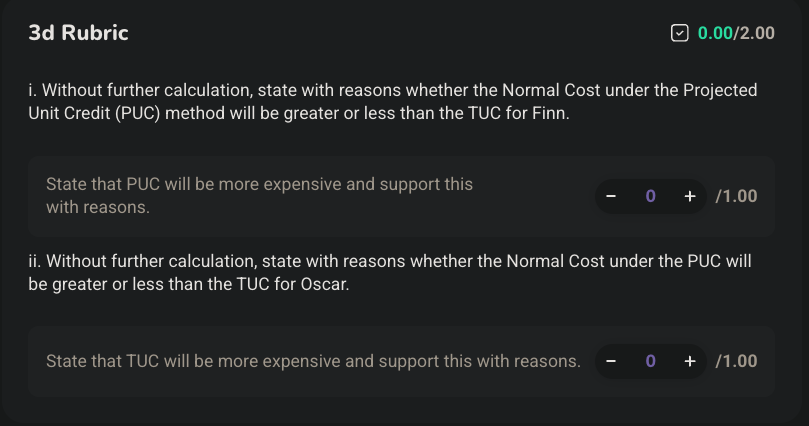 3d Rubric
0.00/2.00
i. Without further calculation, state with reasons whether the Normal Cost under the Projected
Unit Credit (PUC) method will be greater or less than the TUC for Finn.
State that PUC will be more expensive and support this
with reasons.
− 0 + /1.00
ii. Without further calculation, state with reasons whether the Normal Cost under the PUC will
be greater or less than the TUC for Oscar.
State that TUC will be more expensive and support this with reasons.
− 0 + /1.00